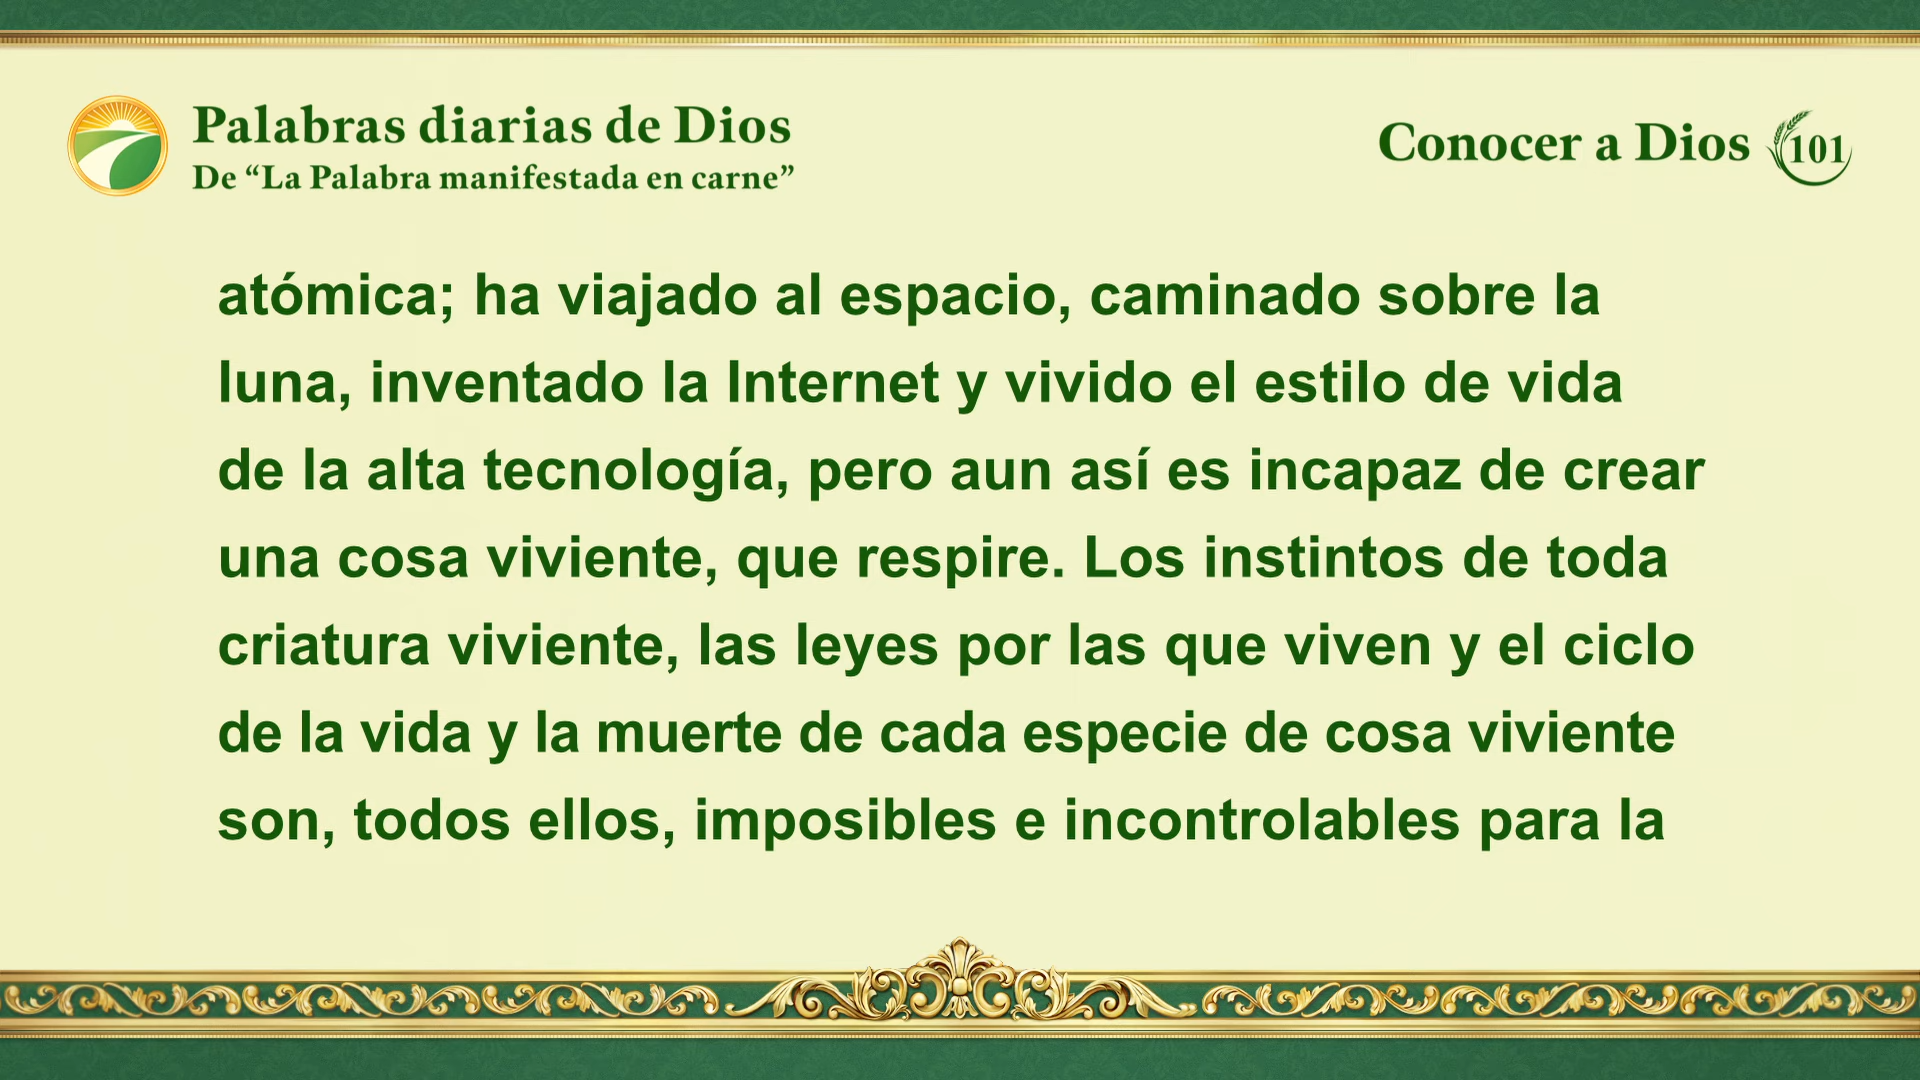 Palabras diarias de Dios
De “La Palabra manifestada en carne”
Conocer a Dios 101
atómica; ha viajado al espacio, caminado sobre la
luna, inventado la Internet y vivido el estilo de vida
de la alta tecnología, pero aun así es incapaz de crear
una cosa viviente, que respire. Los instintos de toda
criatura viviente, las leyes por las que viven y el ciclo
de la vida y la muerte de cada especie de cosa viviente
son, todos ellos, imposibles e incontrolables para la